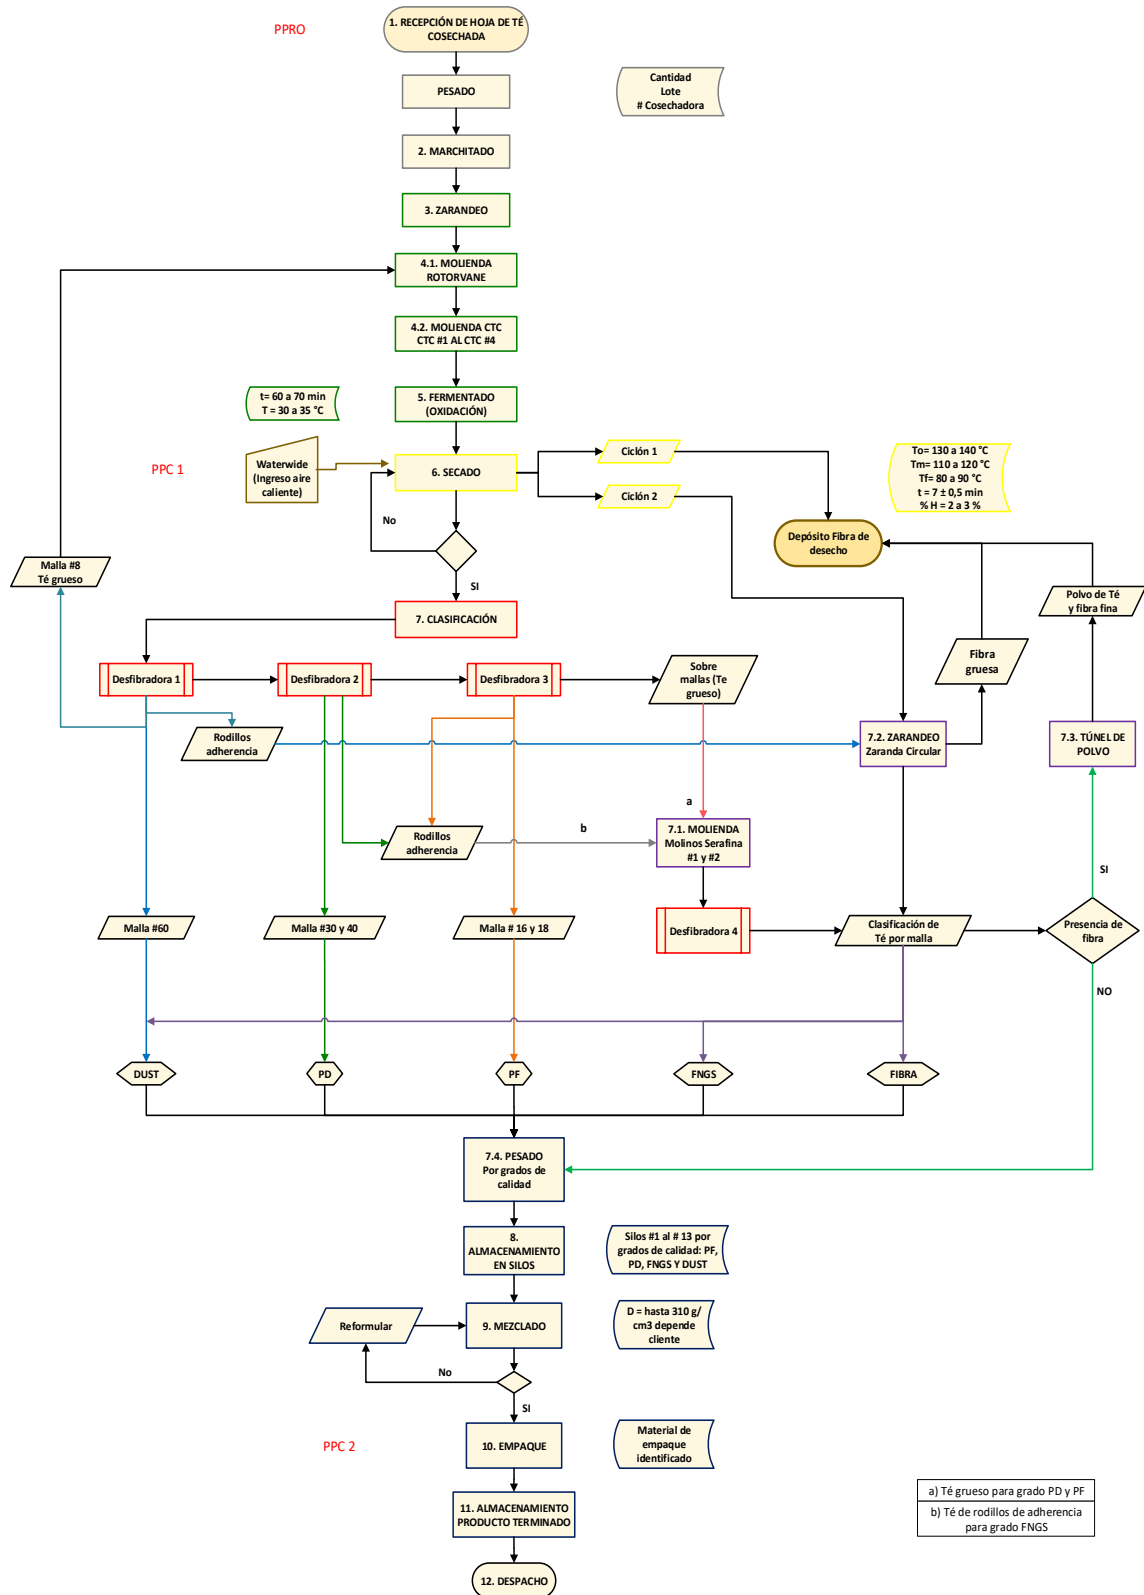 PPRO
1. RECEPCIÓN DE HOJA DE TÉ
COSECHADA
PESADO
Cantidad
Lote
# Cosechadora
2. MARCHITADO
3. ZARANDEO
4.1. MOLIENDA
ROTORVANE
4.2. MOLIENDA CTC
CTC #1 AL CTC #4
t= 60 a 70 min
T = 30 a 35 °C
5. FERMENTADO
(OXIDACIÓN)
PPC 1
Waterwide
(Ingreso aire
caliente)
6. SECADO
Ciclón 1
Ciclón 2
To= 130 a 140 °C
Tm= 110 a 120 °C
Tf= 80 a 90 °C
t = 7 ± 0,5 min
% H = 2 a 3 %
No
SI
Depósito Fibra de
desecho
Malla #8
Té grueso
7. CLASIFICACIÓN
Polvo de Té
y fibra fina
Desfibradora 1
Desfibradora 2
Desfibradora 3
Sobre
mallas (Te
grueso)
Fibra
gruesa
Rodillos
adherencia
7.2. ZARANDEO
Zaranda Circular
7.3. TÚNEL DE
POLVO
a
Rodillos
adherencia
b
7.1. MOLIENDA
Molinos Serafina
#1 y #2
SI
Malla #60
Malla #30 y 40
Malla # 16 y 18
Desfibradora 4
Clasificación de
Té por malla
Presencia de
fibra
NO
DUST
PD
PF
FNGS
FIBRA
7.4. PESADO
Por grados de
calidad
8.
ALMACENAMIENTO
EN SILOS
Silos #1 al # 13 por
grados de calidad: PF,
PD, FNGS Y DUST
Reformular
9. MEZCLADO
D = hasta 310 g/
cm3 depende
cliente
No
SI
PPC 2
10. EMPAQUE
Material de
empaque
identificado
11. ALMACENAMIENTO
PRODUCTO TERMINADO
a) Té grueso para grado PD y PF
b) Té de rodillos de adherencia
para grado FNGS
12. DESPACHO